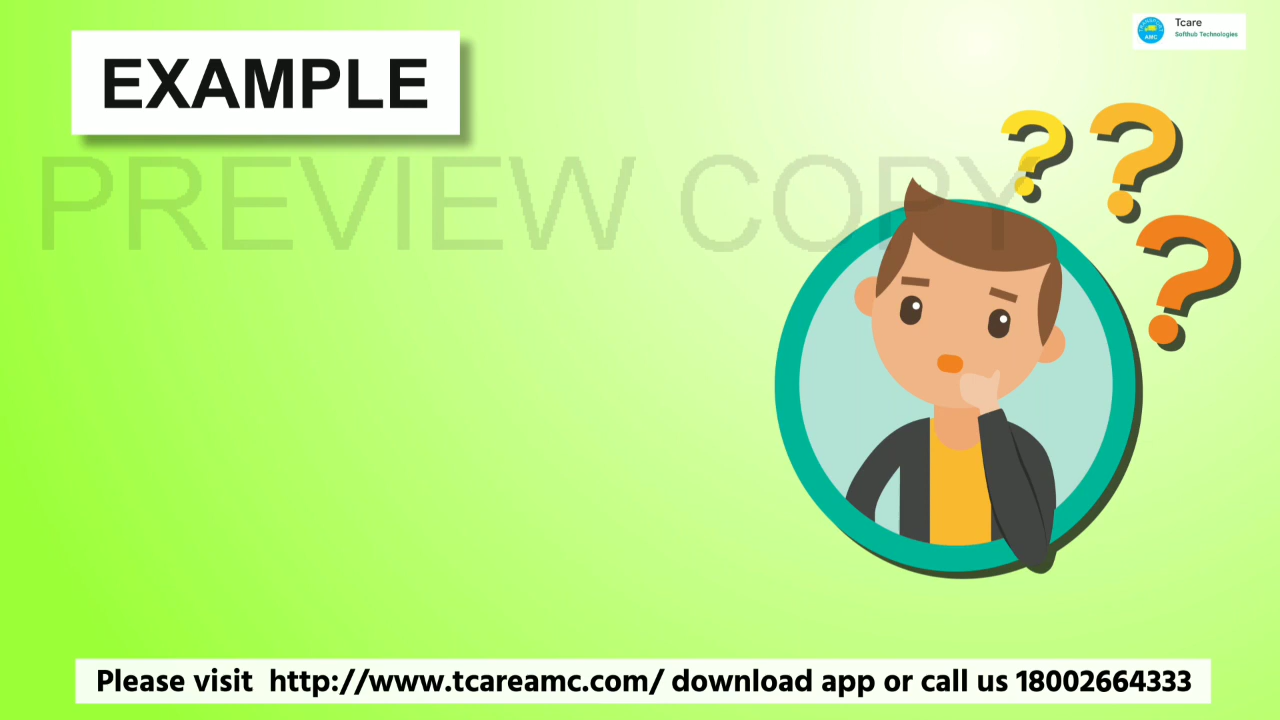 EXAMPLE
Tcare
Softhub Technologies
TRANSPORT
AMC
PREVIEW COPY
Please visit http://www.tcareamc.com/ download app or call us 18002664333